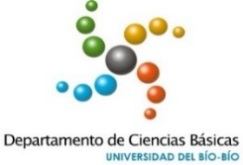 Departamento de Ciencias Básicas
UNIVERSIDAD DEL BÍO-BÍO